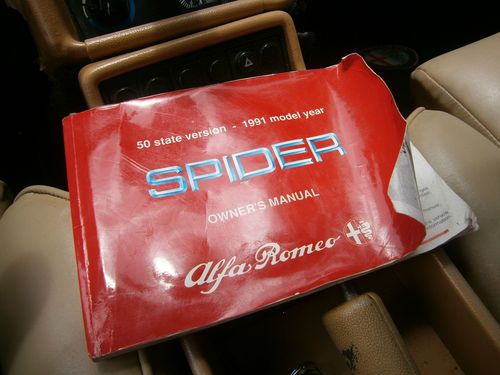 50 state version - 1991 model year
SPIDER
OWNER'S MANUAL
Alfa Romeo